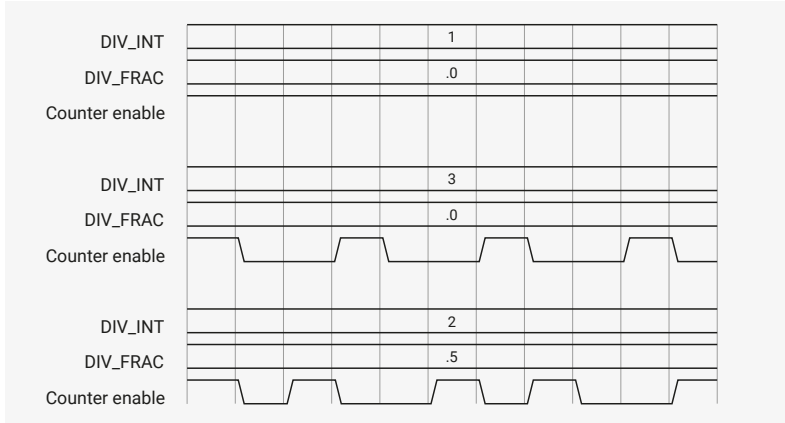 DIV_INT 1
DIV_FRAC .0
Counter enable
DIV_INT 3
DIV_FRAC .0
Counter enable
DIV_INT 2
DIV_FRAC .5
Counter enable